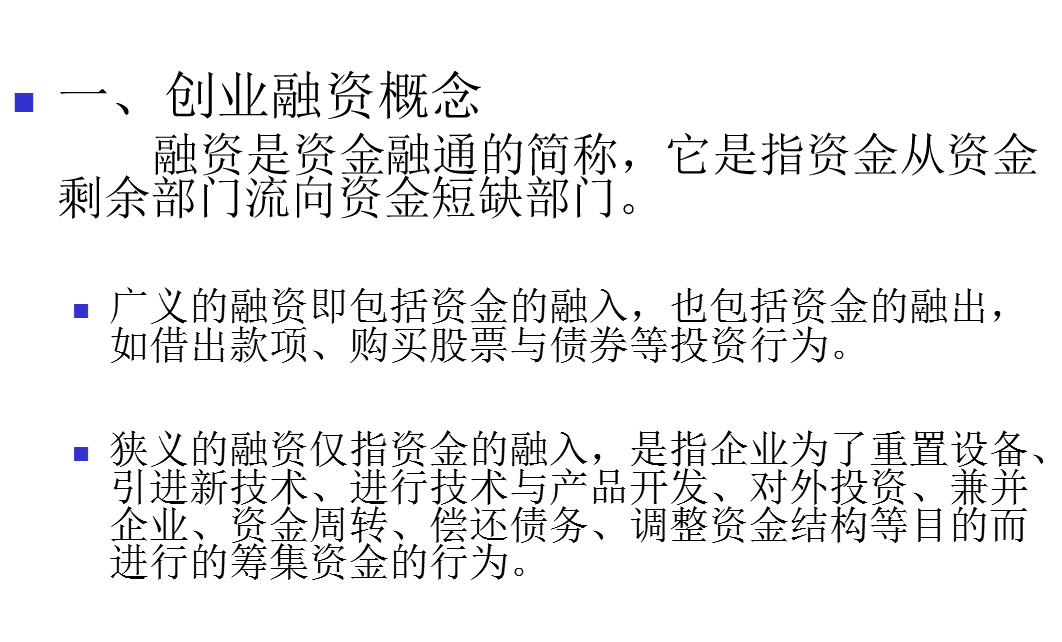 一、创业融资概念
融资是资金融通的简称，它是指资金从资金
剩余部门流向资金短缺部门。
广义的融资即包括资金的融入，也包括资金的融出，
如借出款项、购买股票与债券等投资行为。
狭义的融资仅指资金的融入，是指企业为了重置设备、
引进新技术、进行技术与产品开发、对外投资、兼并
企业、资金周转、偿还债务、调整资金结构等目的而
进行的筹集资金的行为。